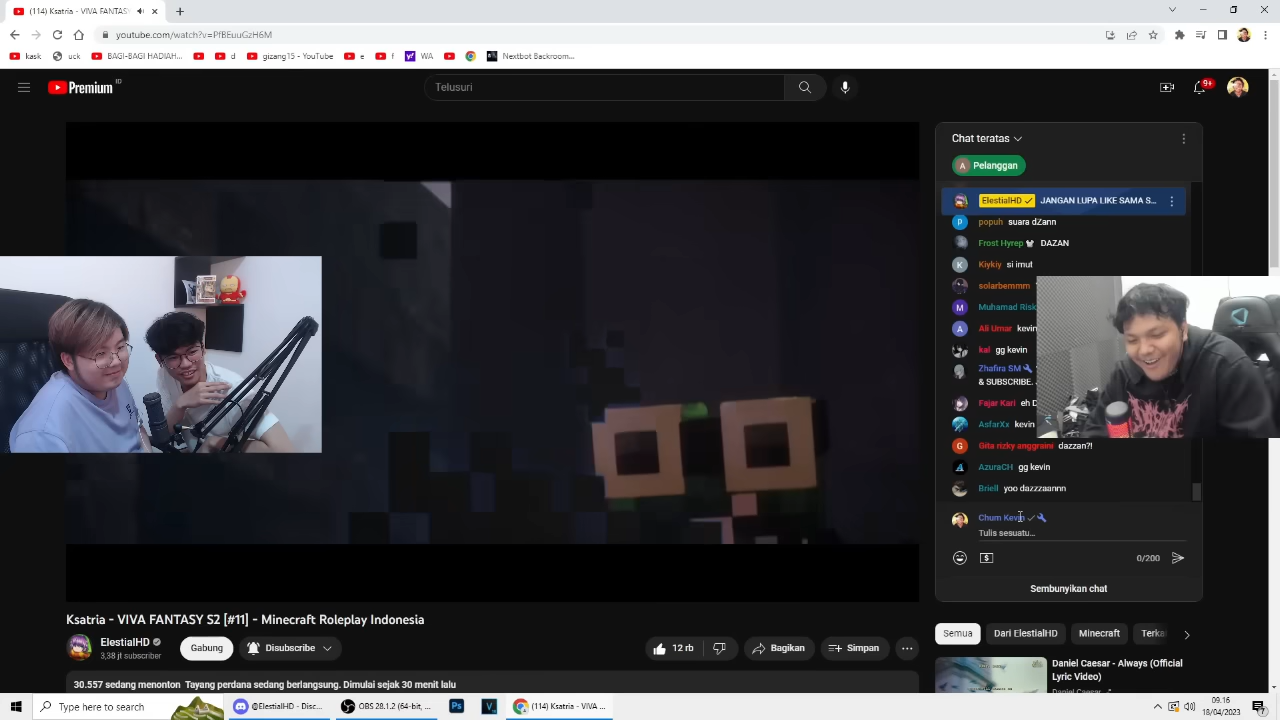 (114) Ksatria - VIVA FANTASY
youtube.com/watch?v=PfBEuuGzH6M
kask
uck
BAGI-BAGI HADIAH...
d
gizang15 - YouTube
e
f
WA
Nextbot Backroom...
Premium ID
Telusuri
9+
Chat teratas
A Pelanggan
ElestialHD JANGAN LUPA LIKE SAMA S...
popuh suara dZann
Frost Hyrep DAZAN
Kiykiy si imut
solarbemmm
Muhamad Risk
Ali Umar kevin
kal gg kevin
Zhafira SM
& SUBSCRIBE.
Fajar Kari eh D
AsfarXx kevin
Gita rizky anggraini dazzan?!
AzuraCH gg kevin
Briell yoo dazzzaannn
Chum Kevin
Tulis sesuatu...
0/200
Sembunyikan chat
Ksatria - VIVA FANTASY S2 [#11] - Minecraft Roleplay Indonesia
ElestialHD
3,38 jt subscriber
Gabung
Disubscribe
12 rb
Bagikan
Simpan
30.557 sedang menonton Tayang perdana sedang berlangsung. Dimulai sejak 30 menit lalu
Semua
Dari ElestialHD
Minecraft
Terka
Daniel Caesar - Always (Official
Lyric Video)
Daniel Caesar
Type here to search
@ElestialHD - Disc...
OBS 28.1.2 (64-bit, ...
Ps
V
(114) Ksatria - VIVA ...
09.16
18/04/2023
7